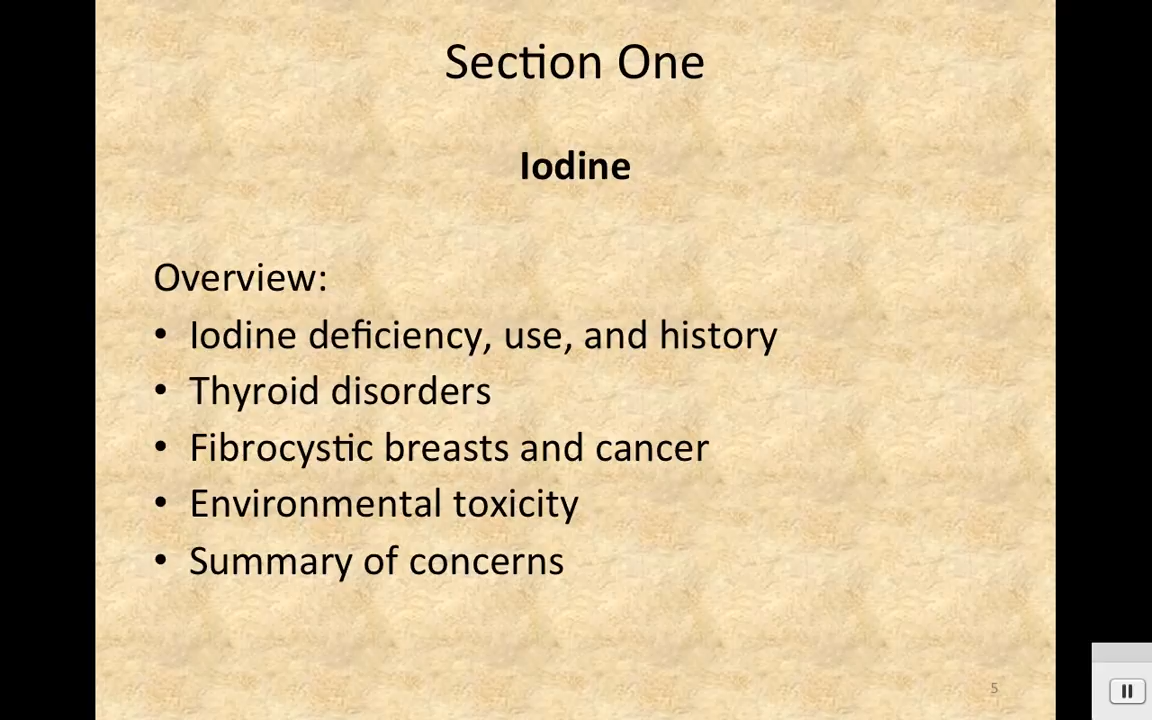 Section One
Iodine
Overview:
• Iodine deficiency, use, and history
• Thyroid disorders
• Fibrocystic breasts and cancer
• Environmental toxicity
• Summary of concerns
5